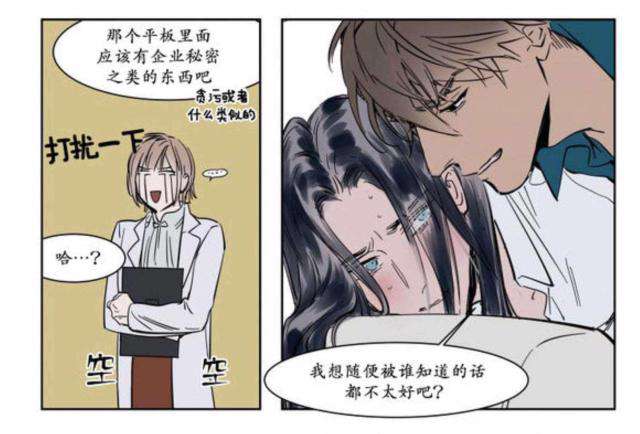 那个平板里面
应该有企业秘密
之类的东西吧
贪污或者
什么类似的
打扰一下
哈…？
空 空
我想随便被谁知道的话
都不太好吧？